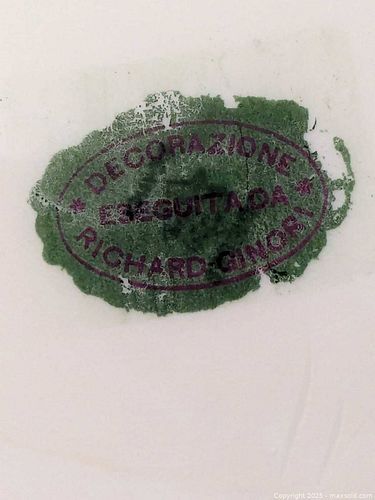 * DECORAZIONE *
ESEGUITA DA
RICHARD-GINORI
Copyright 2025 - maxsold.com